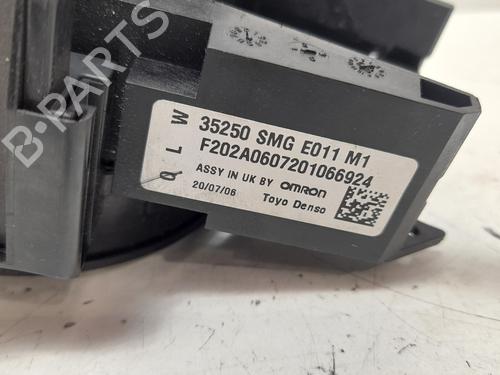 B-PARTS
W
L
Q
35250 SMG E011 M1
F202A0607201066924
ASSY IN UK BY OMRON
20/07/06 Toyo Denso